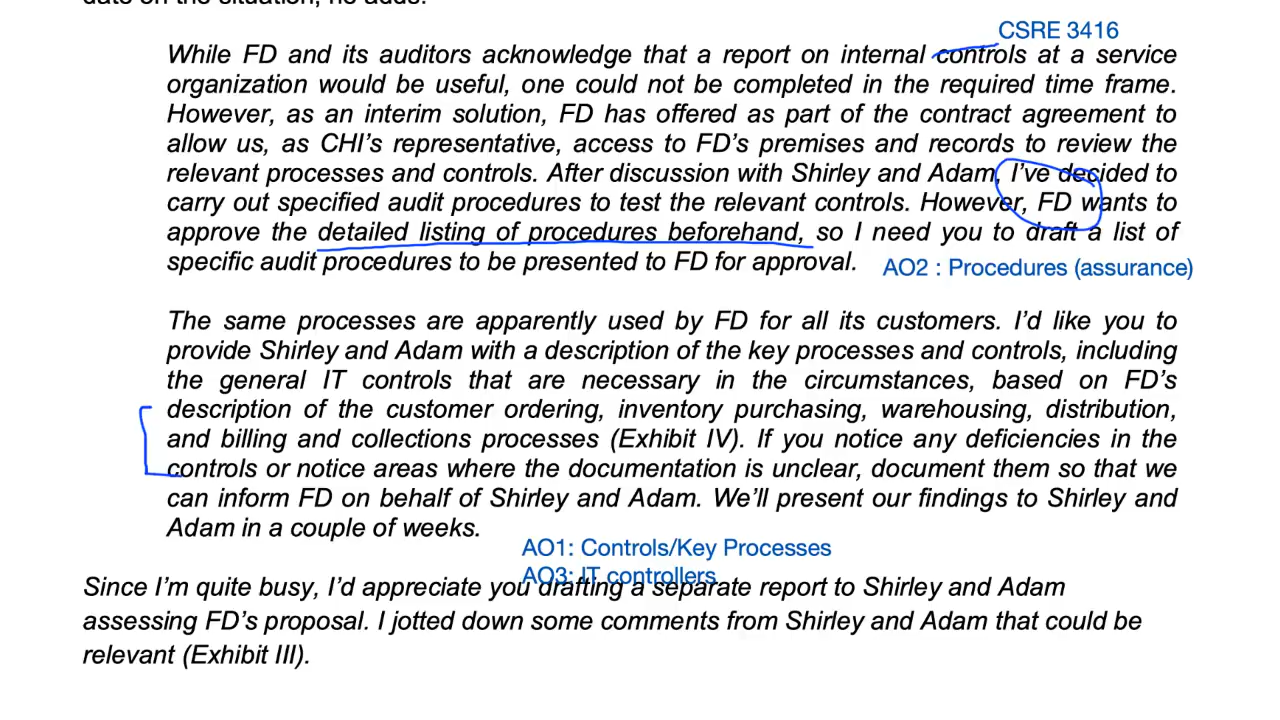 date on the situation, he adds:
CSRE 3416
While FD and its auditors acknowledge that a report on internal controls at a service
organization would be useful, one could not be completed in the required time frame.
However, as an interim solution, FD has offered as part of the contract agreement to
allow us, as CHI's representative, access to FD's premises and records to review the
relevant processes and controls. After discussion with Shirley and Adam, I've decided to
carry out specified audit procedures to test the relevant controls. However, FD wants to
approve the detailed listing of procedures beforehand, so I need you to draft a list of
specific audit procedures to be presented to FD for approval.
AO2 : Procedures (assurance)
The same processes are apparently used by FD for all its customers. I'd like you to
provide Shirley and Adam with a description of the key processes and controls, including
the general IT controls that are necessary in the circumstances, based on FD's
description of the customer ordering, inventory purchasing, warehousing, distribution,
and billing and collections processes (Exhibit IV). If you notice any deficiencies in the
controls or notice areas where the documentation is unclear, document them so that we
can inform FD on behalf of Shirley and Adam. We'll present our findings to Shirley and
Adam in a couple of weeks.
AO1: Controls/Key Processes
AO3: IT controllers
Since I'm quite busy, I'd appreciate you drafting a separate report to Shirley and Adam
assessing FD's proposal. I jotted down some comments from Shirley and Adam that could be
relevant (Exhibit III).